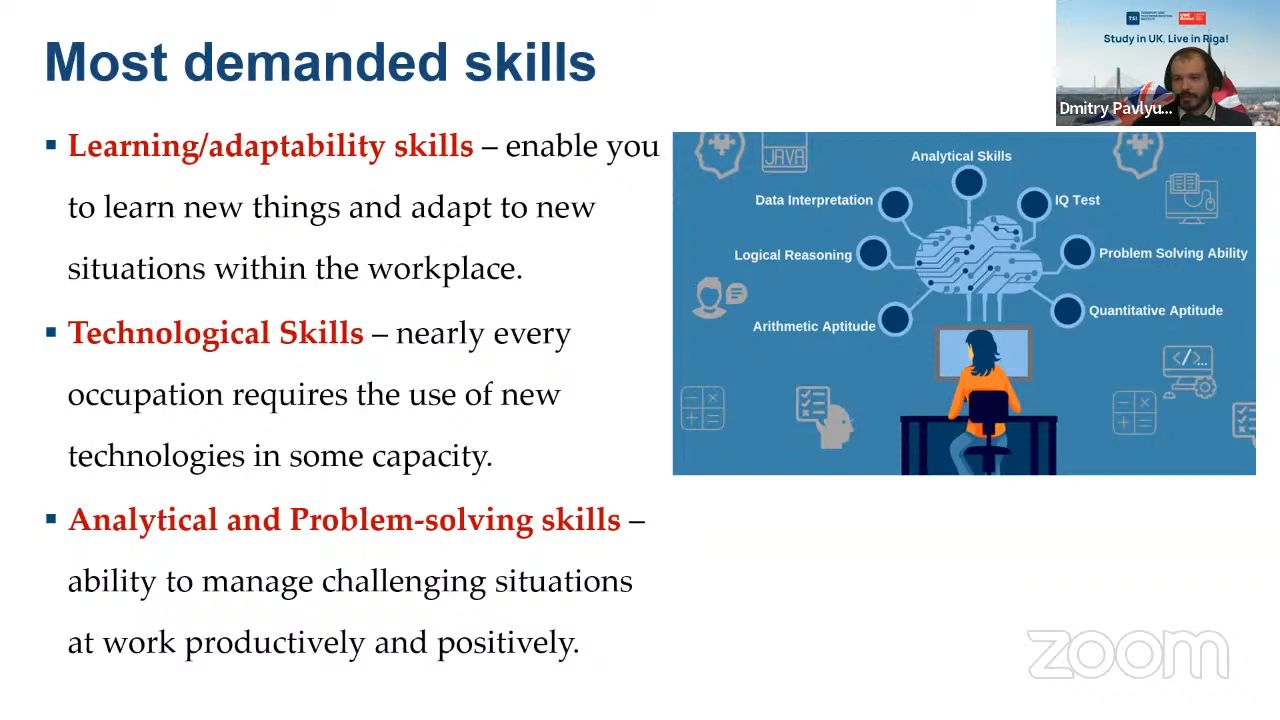 Most demanded skills
▪ Learning/adaptability skills – enable you
to learn new things and adapt to new
situations within the workplace.
▪ Technological Skills – nearly every
occupation requires the use of new
technologies in some capacity.
▪ Analytical and Problem-solving skills –
ability to manage challenging situations
at work productively and positively.
TSI
Study in UK, Live in Riga!
Dmitry Pavlyu...
JAVA
Analytical Skills
Data Interpretation
IQ Test
Logical Reasoning
Problem Solving Ability
Arithmetic Aptitude
Quantitative Aptitude
</>...
zoom